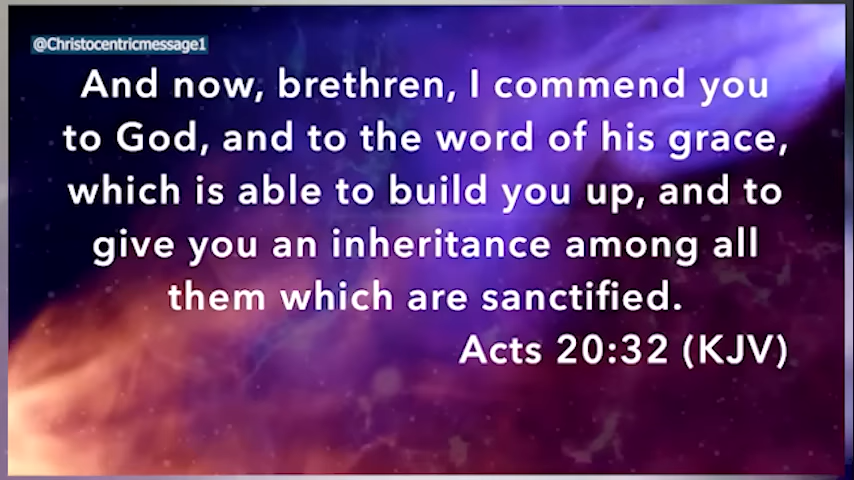 @Christocentricmessage1
And now, brethren, I commend you
to God, and to the word of his grace,
which is able to build you up, and to
give you an inheritance among all
them which are sanctified.
Acts 20:32 (KJV)